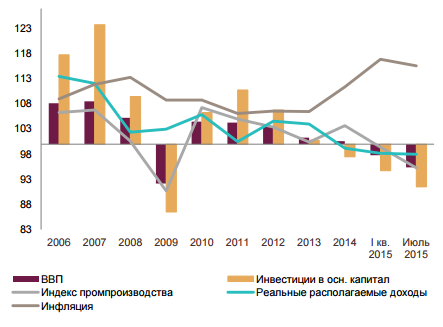 123
118
113
108
103
98
93
88
83
2006 2007 2008 2009 2010 2011 2012 2013 2014 I кв. 2015 Июль 2015
ВВП
Инвестиции в осн. капитал
Индекс промпроизводства
Реальные располагаемые доходы
Инфляция